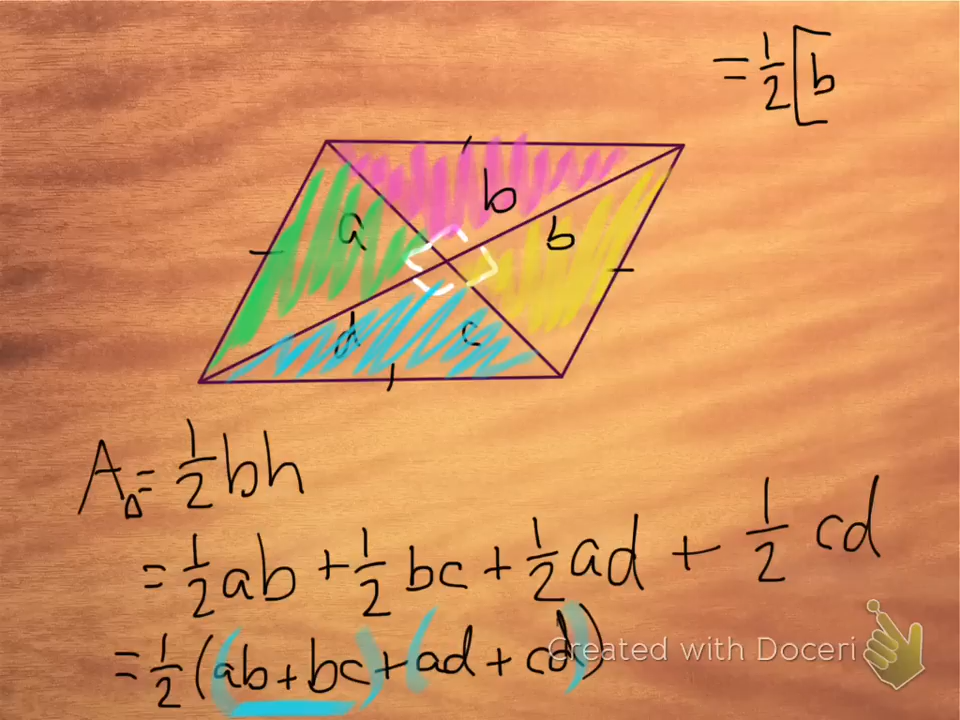 = 1/2 [b
a
b
b
d
c
A△ = 1/2 bh
= 1/2 ab + 1/2 bc + 1/2 ad + 1/2 cd
= 1/2 ((ab + bc) + (ad + cd))
Created with Doceri